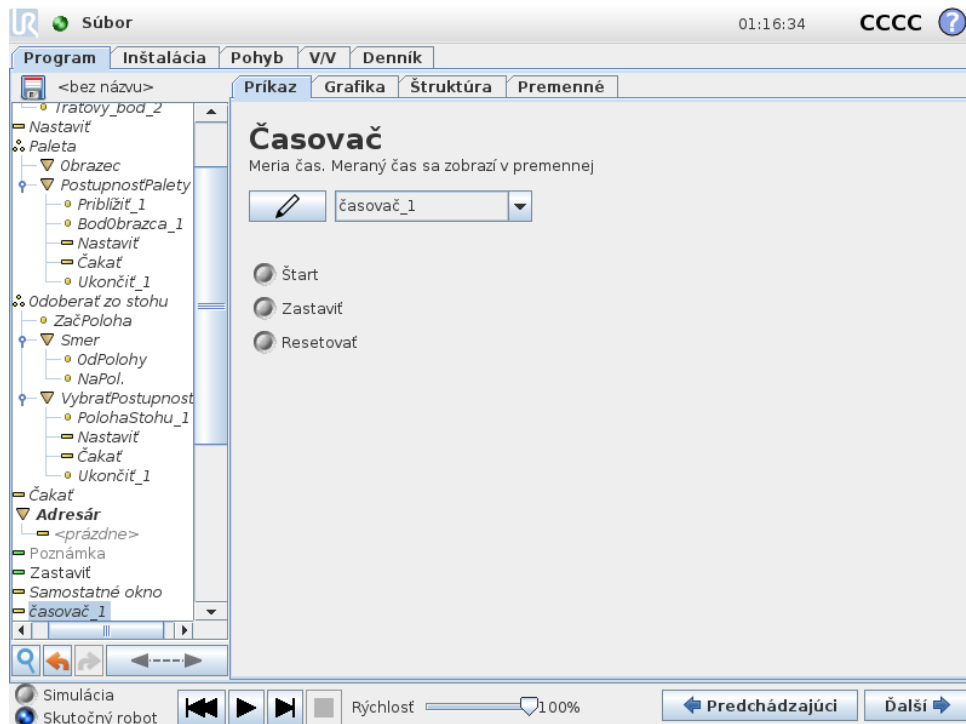 UR Súbor 01:16:34 CCCC ?
Program Inštalácia Pohyb V/V Denník
<bez názvu>
Príkaz Grafika Štruktúra Premenné
Traťový_bod_2
Nastaviť
Paleta
Obrazec
PostupnosťPalety
Priblížiť_1
BodObrazca_1
Nastaviť
Čakať
Ukončiť_1
Odoberať zo stohu
ZačPoloha
Smer
OdPolohy
NaPol.
VybraťPostupnost
PolohaStohu_1
Nastaviť
Čakať
Ukončiť_1
Čakať
Adresár
<prázdne>
Poznámka
Zastaviť
Samostatné okno
časovač_1
Časovač
Meria čas. Meraný čas sa zobrazí v premennej
časovač_1
Štart
Zastaviť
Resetovať
Simulácia
Skutočný robot
Rýchlosť 100%
Predchádzajúci
Ďalší